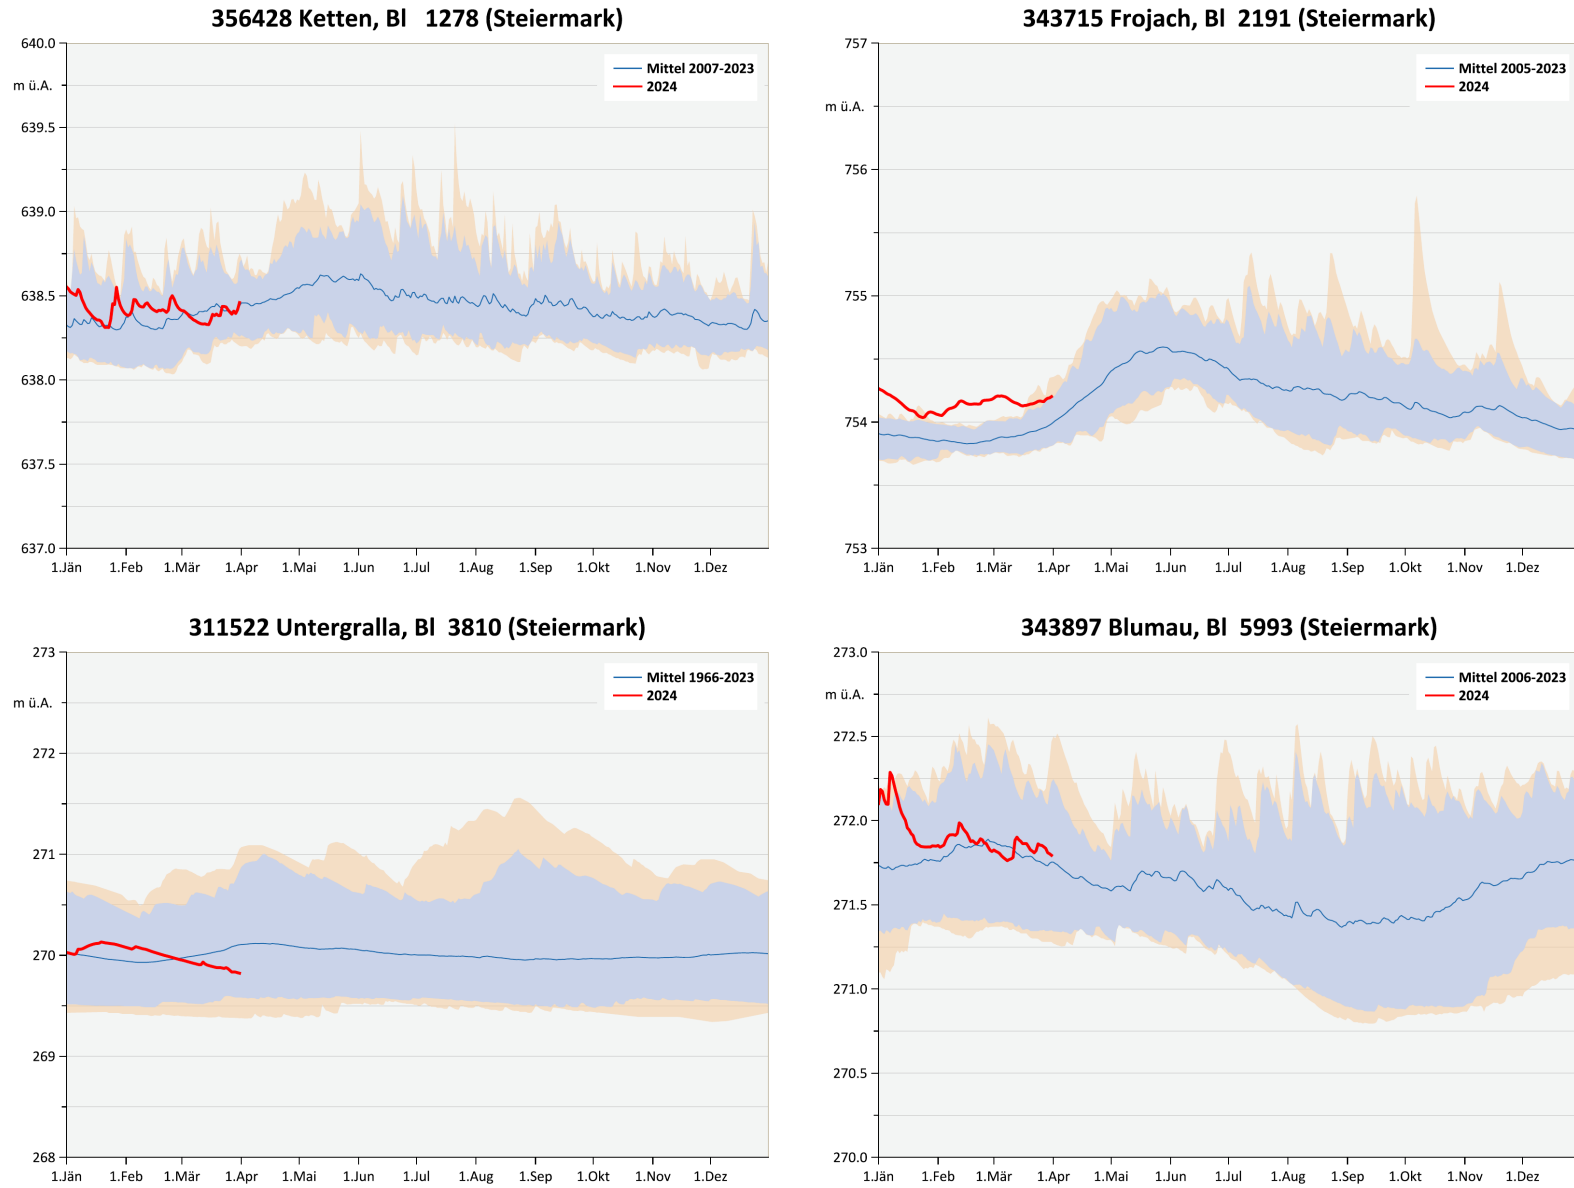 356428 Ketten, Bl   1278 (Steiermark)
640.0
m ü.A.
639.5
639.0
638.5
638.0
637.5
637.0
Mittel 2007-2023
2024
1.Jän 1.Feb 1.Mär 1.Apr 1.Mai 1.Jun 1.Jul 1.Aug 1.Sep 1.Okt 1.Nov 1.Dez
343715 Frojach, Bl  2191 (Steiermark)
757
m ü.A.
756
755
754
753
Mittel 2005-2023
2024
1.Jän 1.Feb 1.Mär 1.Apr 1.Mai 1.Jun 1.Jul 1.Aug 1.Sep 1.Okt 1.Nov 1.Dez
311522 Untergralla, Bl  3810 (Steiermark)
273
m ü.A.
272
271
270
269
268
Mittel 1966-2023
2024
1.Jän 1.Feb 1.Mär 1.Apr 1.Mai 1.Jun 1.Jul 1.Aug 1.Sep 1.Okt 1.Nov 1.Dez
343897 Blumau, Bl  5993 (Steiermark)
273.0
m ü.A.
272.5
272.0
271.5
271.0
270.5
270.0
Mittel 2006-2023
2024
1.Jän 1.Feb 1.Mär 1.Apr 1.Mai 1.Jun 1.Jul 1.Aug 1.Sep 1.Okt 1.Nov 1.Dez